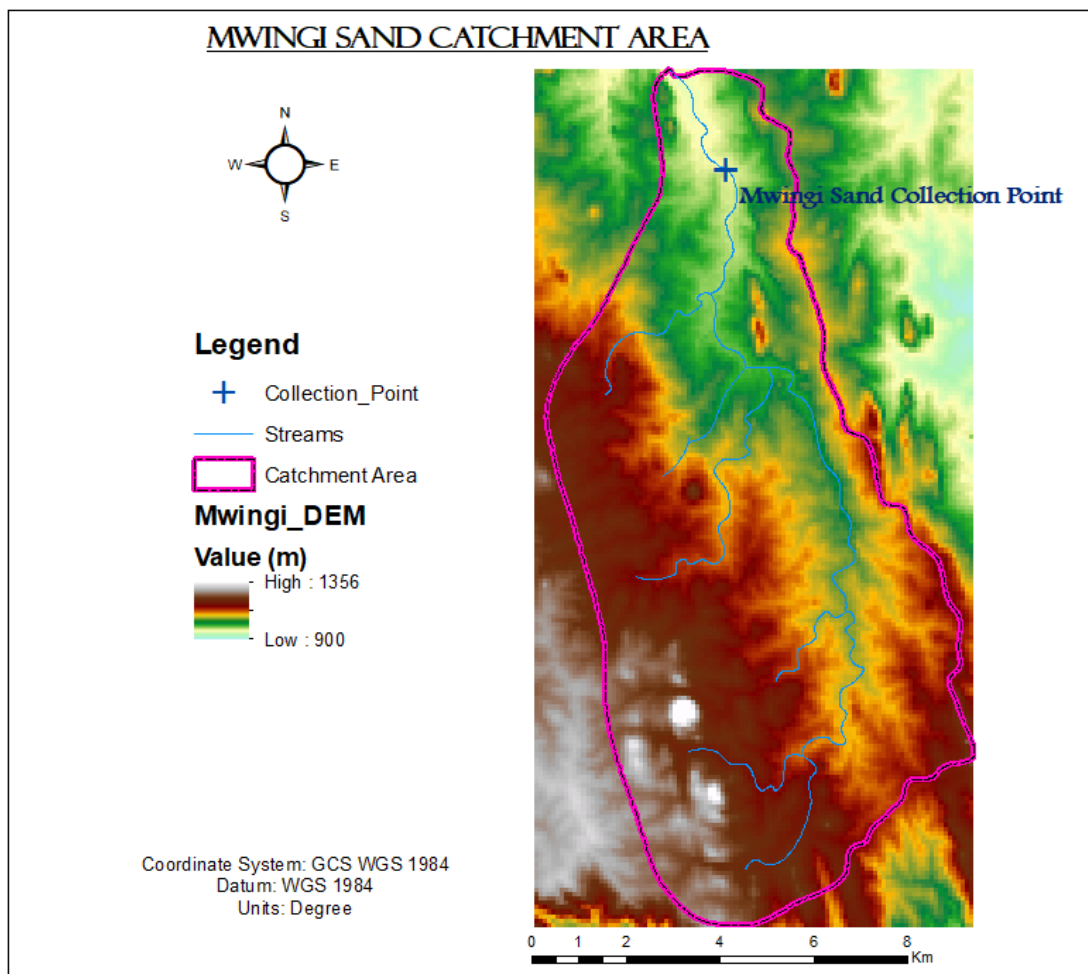 MWINGI SAND CATCHMENT AREA
N
W E
S
Mwingi Sand Collection Point
Legend
Collection_Point
Streams
Catchment Area
Mwingi_DEM
Value (m)
High : 1356
Low : 900
Coordinate System: GCS WGS 1984
Datum: WGS 1984
Units: Degree
0 1 2 4 6 8
Km